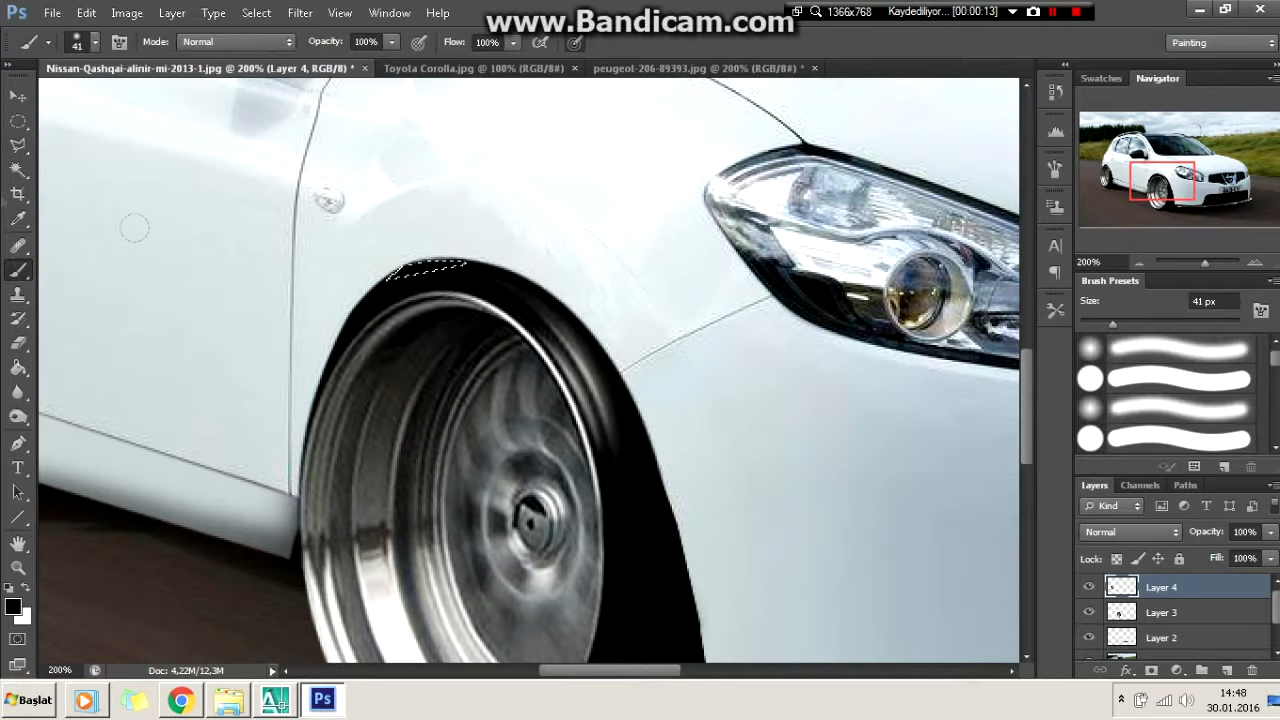 Ps File Edit Image Layer Type Select Filter View Window Help
www.Bandicam.com
1366x768 Kaydediliyor... [00:00:13]
41 Mode: Normal Opacity: 100% Flow: 100% Painting
Nissan-Qashqai-alinir-mi-2013-1.jpg @ 200% (Layer 4, RGB/8) * × Toyota Corolla.jpg @ 100% (RGB/8#) × peugeot-206-89393.jpg @ 200% (RGB/8#) * ×
Swatches Navigator
200%
Brush Presets
Size: 41 px
Layers Channels Paths
Kind
Normal Opacity: 100%
Lock: Fill: 100%
Layer 4
Layer 3
Layer 2
200% Doc: 4,22M/12,3M
Başlat Ps 14:48
30.01.2016